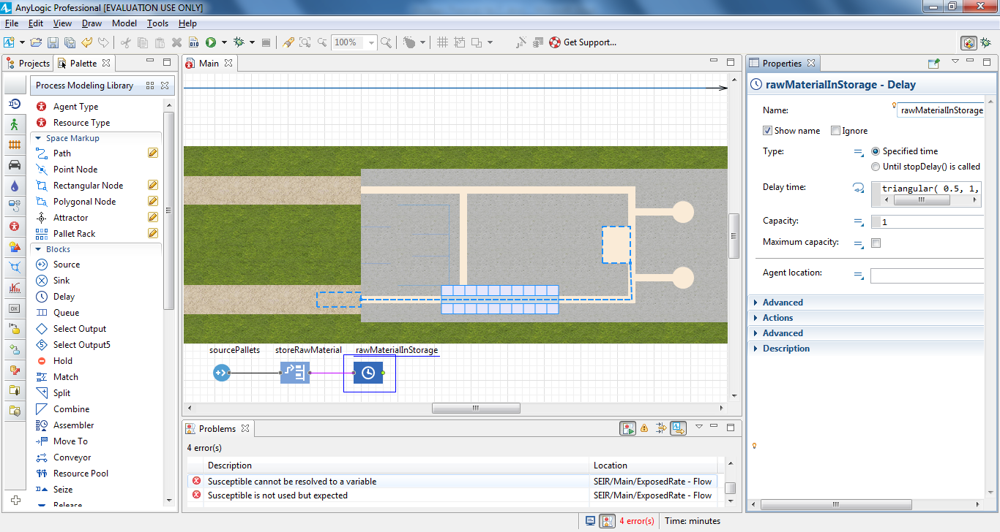 AnyLogic Professional [EVALUATION USE ONLY]
File Edit View Draw Model Tools Help
100% Get Support...
Projects Palette
Process Modeling Library
Agent Type
Resource Type
Space Markup
Path
Point Node
Rectangular Node
Polygonal Node
Attractor
Pallet Rack
Blocks
Source
Sink
Delay
Queue
Select Output
Select Output5
Hold
Match
Split
Combine
Assembler
Move To
Conveyor
Resource Pool
Seize
Release
Main
sourcePallets storeRawMaterial rawMaterialInStorage
Problems
4 error(s)
Description Location
Susceptible cannot be resolved to a variable SEIR/Main/ExposedRate - Flow
Susceptible is not used but expected SEIR/Main/ExposedRate - Flow
Properties
rawMaterialInStorage - Delay
Name: rawMaterialInStorage
Show name Ignore
Type: Specified time
Until stopDelay() is called
Delay time: triangular( 0.5, 1,
Capacity: 1
Maximum capacity:
Agent location:
Advanced
Actions
Advanced
Description
4 error(s) Time: minutes